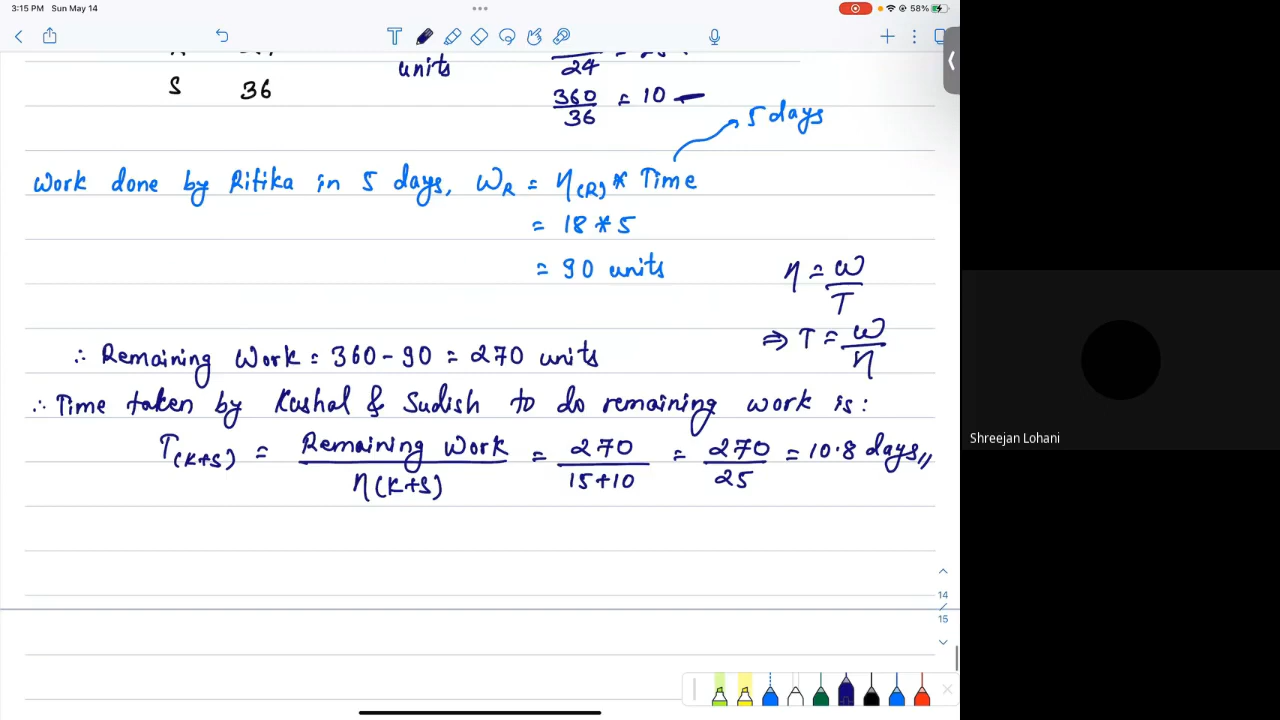 3:15 PM Sun May 14
58%
T
24
units
S 36
360/36 = 10
5 days
Work done by Ritika in 5 days, W_R = η(R) * Time
= 18 * 5
= 90 units
η = W/T
⇒ T = W/η
∴ Remaining Work = 360 - 90 = 270 units
∴ Time taken by Kushal & Sudish to do remaining work is:
T(K+S) = Remaining Work/η(K+S) = 270/15+10 = 270/25 = 10.8 days,,
Shreejan Lohani
14
15